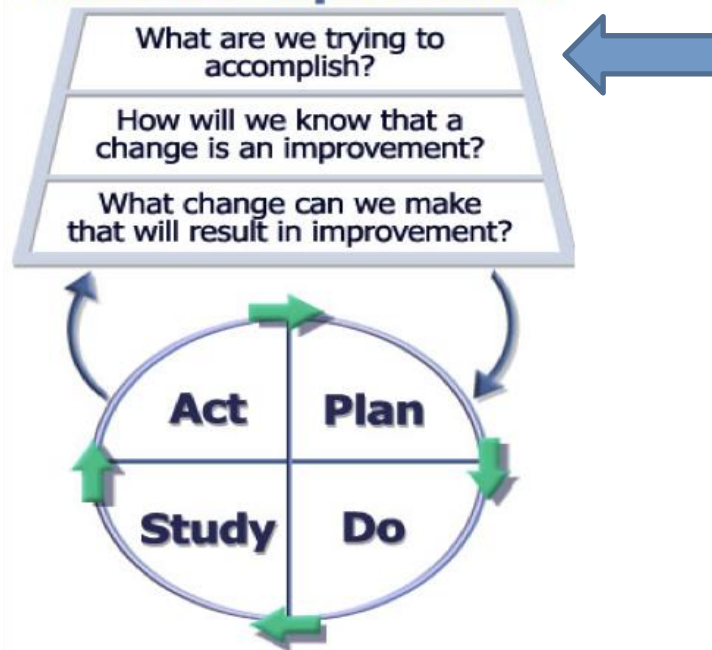 What are we trying to
accomplish?
How will we know that a
change is an improvement?
What change can we make
that will result in improvement?
Act Plan
Study Do